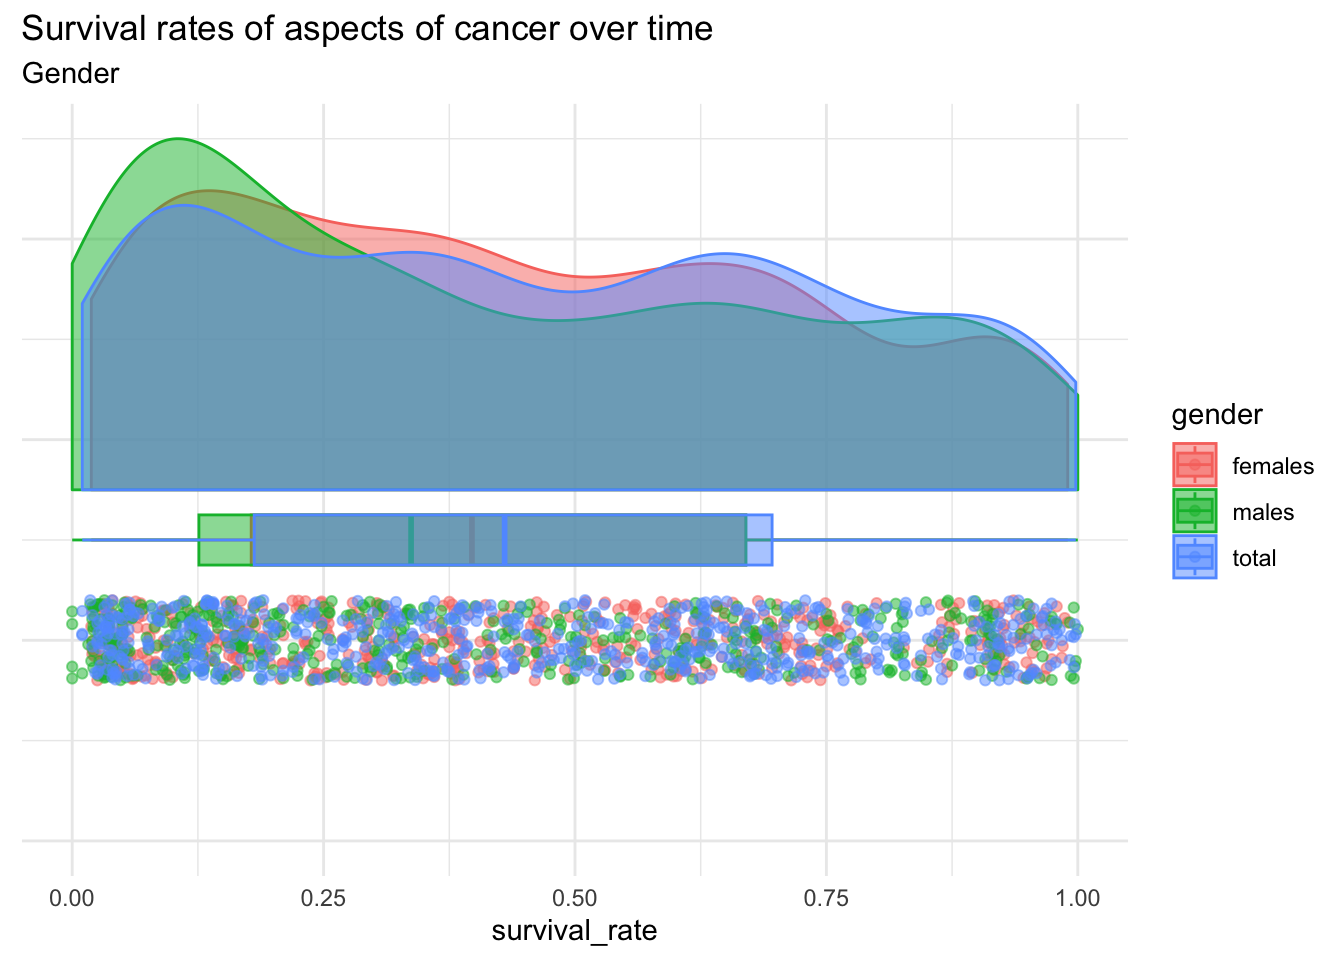 Survival rates of aspects of cancer over time
Gender
gender
females
males
total
0.00 0.25 0.50 0.75 1.00
survival_rate